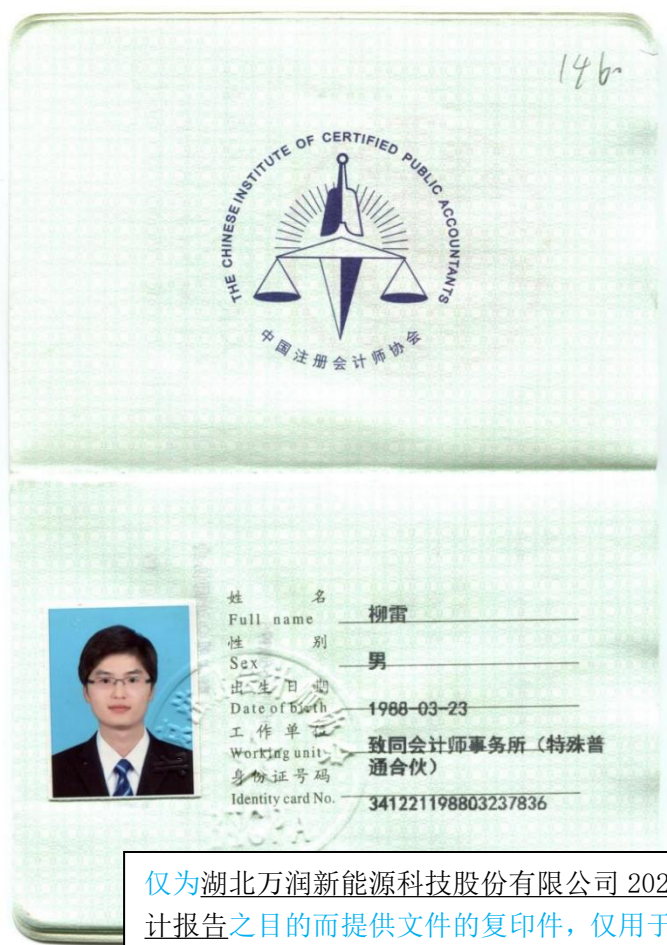 146
THE CHINESE INSTITUTE OF CERTIFIED PUBLIC ACCOUNTANTS
中国注册会计师协会
姓 名
Full name 柳雷
性 别
Sex 男
出生日期
Date of birth 1988-03-23
工作单位
Working unit 致同会计师事务所（特殊普
通合伙）
身份证号码
Identity card No. 341221198803237836
仅为湖北万润新能源科技股份有限公司 202
计报告之目的而提供文件的复印件，仅用于